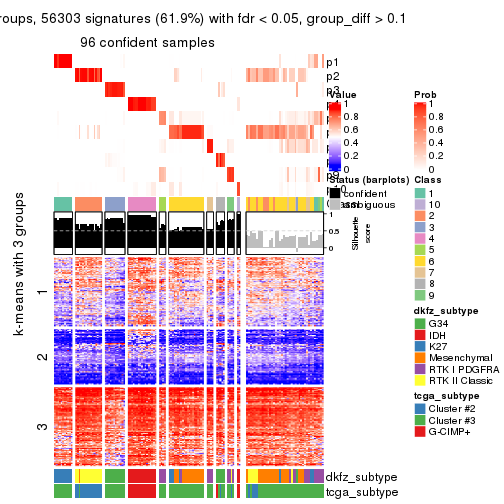 roups, 56303 signatures (61.9%) with fdr < 0.05, group_diff > 0.1
96 confident samples
p1
p2
p3
Value
1
0.8
0.6
0.4
0.2
0
Prob
1
0.8
0.6
0.4
0.2
0
Status (barplots)
confident
ambiguous
Class
1
10
2
3
4
5
6
7
8
9
1
0.5
0
Silhouette
score
k-means with 3 groups
1
2
3
dkfz_subtype
G34
IDH
K27
Mesenchymal
RTK I PDGFRA
RTK II Classic
tcga_subtype
Cluster #2
Cluster #3
G-CIMP+
dkfz_subtype
tcga_subtype